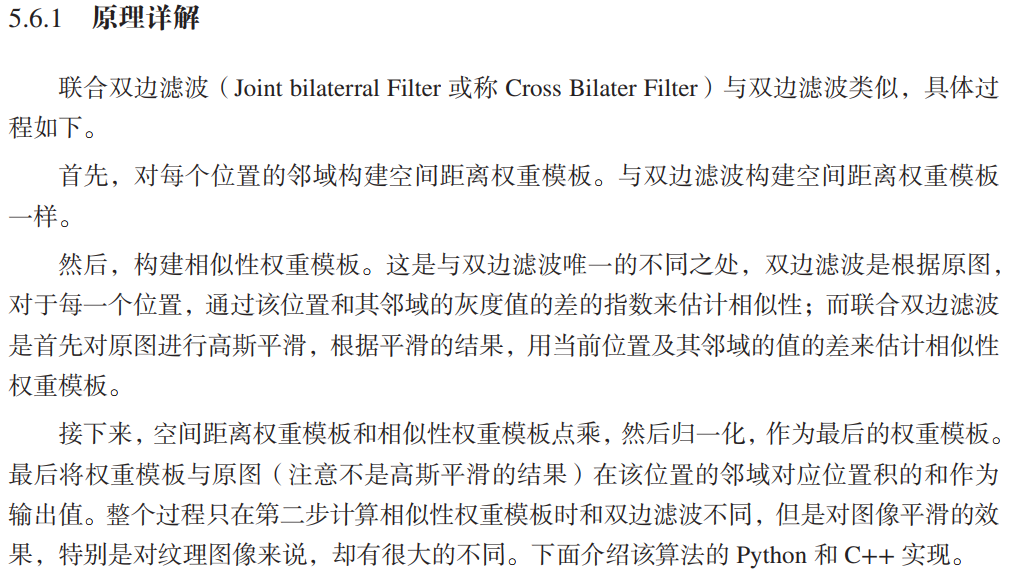 5.6.1 原理详解
联合双边滤波（Joint bilaterral Filter 或称 Cross Bilater Filter）与双边滤波类似，具体过
程如下。
首先，对每个位置的邻域构建空间距离权重模板。与双边滤波构建空间距离权重模板
一样。
然后，构建相似性权重模板。这是与双边滤波唯一的不同之处，双边滤波是根据原图，
对于每一个位置，通过该位置和其邻域的灰度值的差的指数来估计相似性；而联合双边滤波
是首先对原图进行高斯平滑，根据平滑的结果，用当前位置及其邻域的值的差来估计相似性
权重模板。
接下来，空间距离权重模板和相似性权重模板点乘，然后归一化，作为最后的权重模板。
最后将权重模板与原图（注意不是高斯平滑的结果）在该位置的邻域对应位置积的和作为
输出值。整个过程只在第二步计算相似性权重模板时和双边滤波不同，但是对图像平滑的效
果，特别是对纹理图像来说，却有很大的不同。下面介绍该算法的 Python 和 C++ 实现。